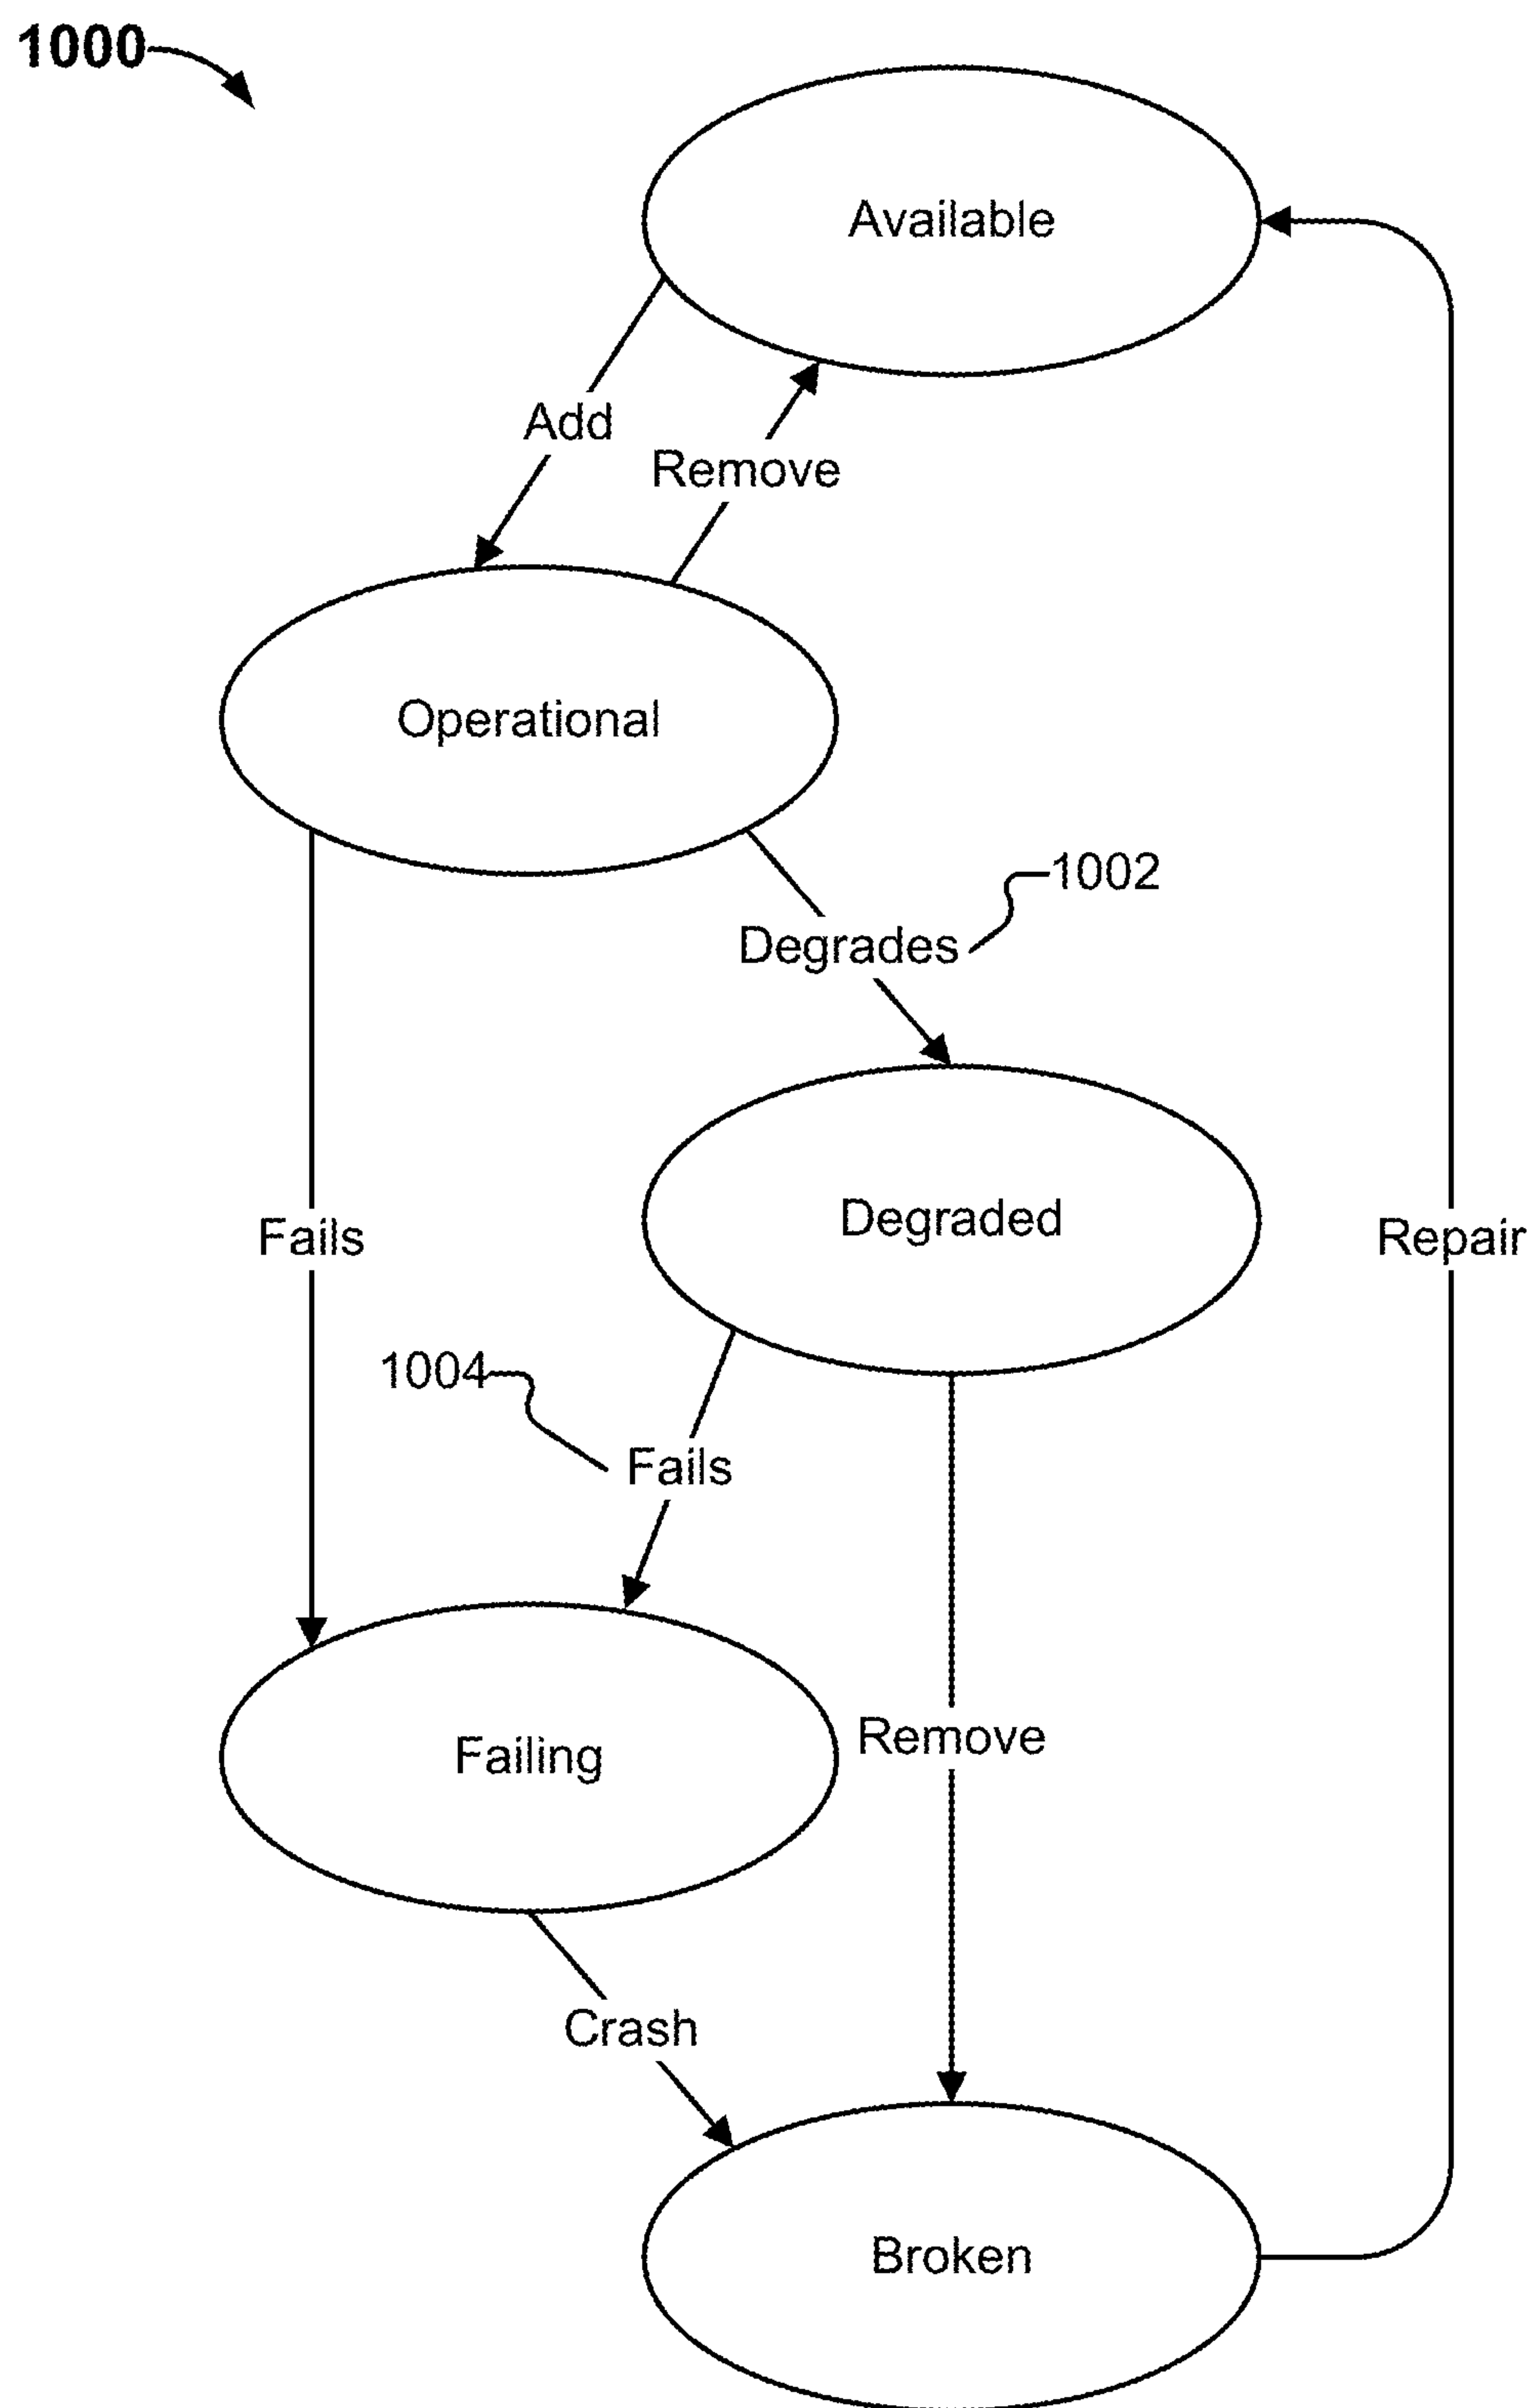 1000
Available
Add
Remove
Operational
1002
Degrades
Degraded
Fails
Repair
1004
Fails
Failing
Remove
Crash
Broken